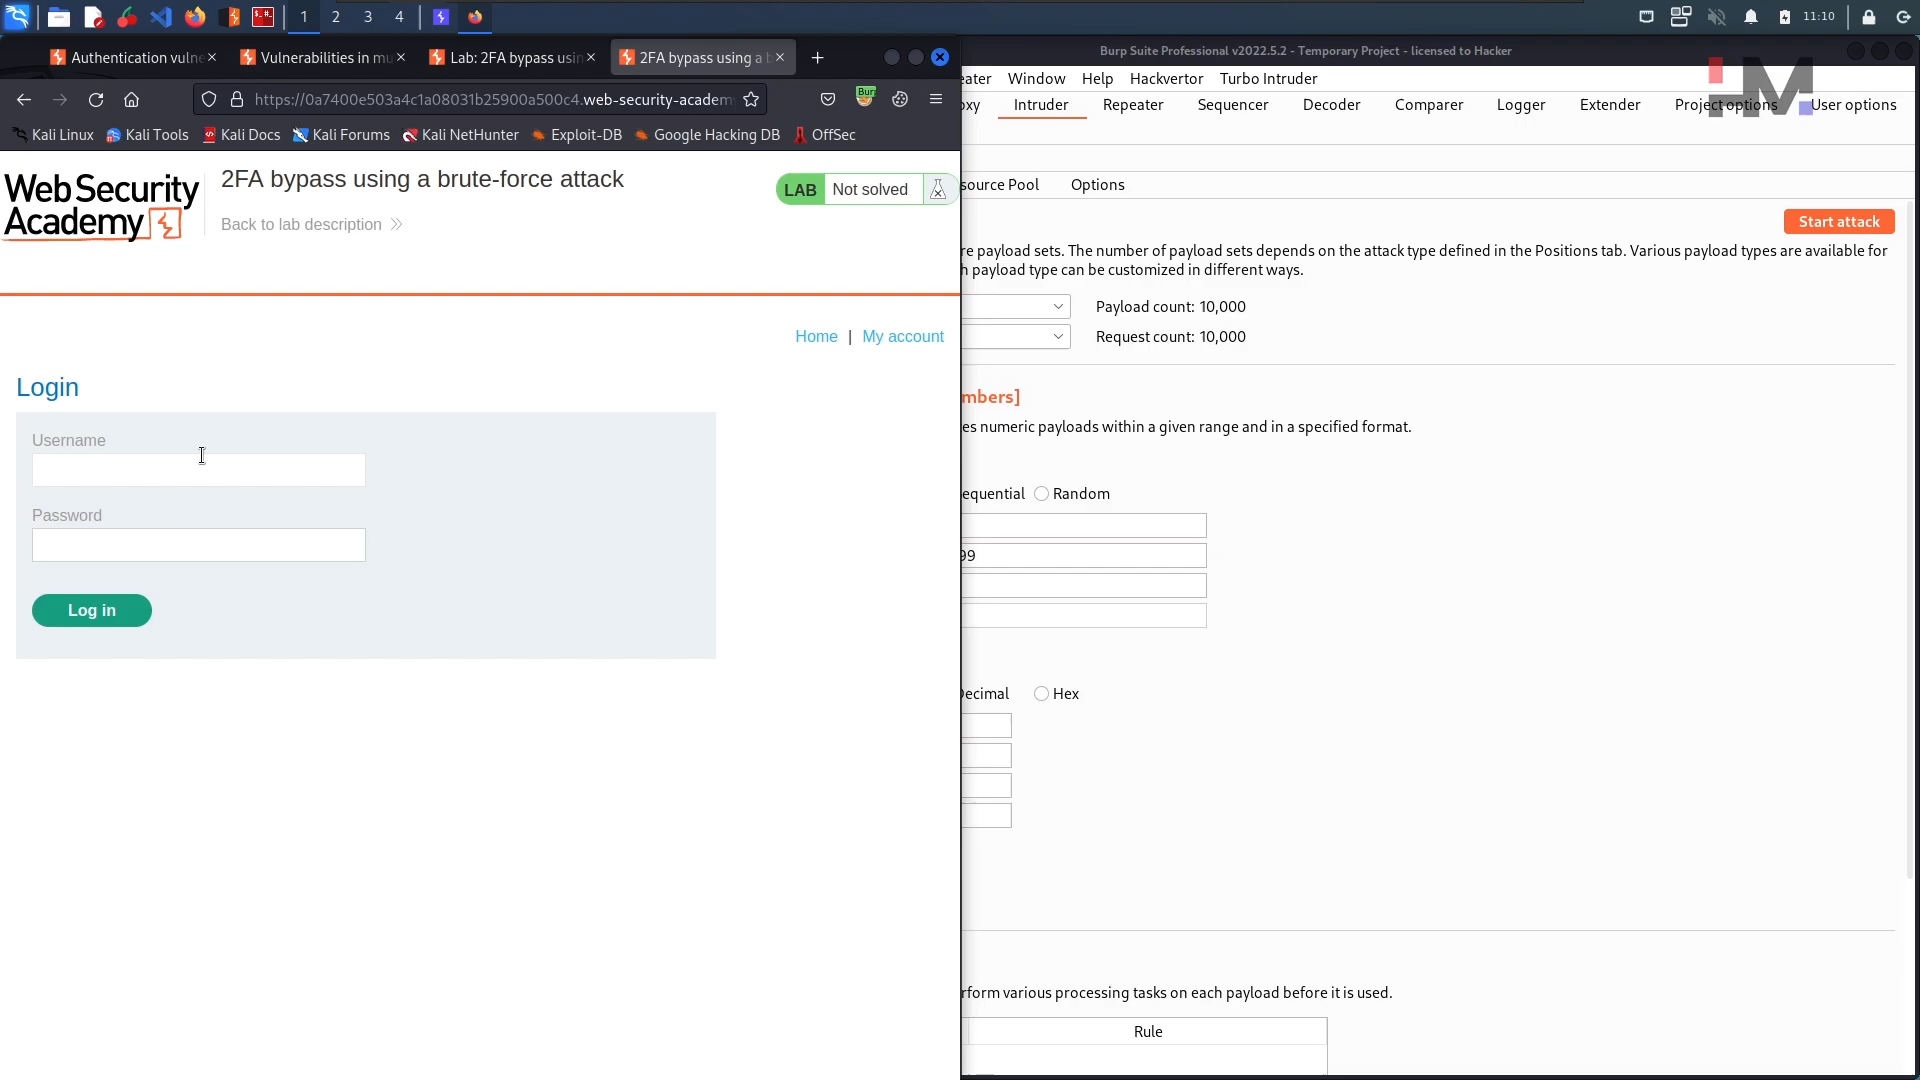 1 2 3 4 11:10
Authentication vulne Vulnerabilities in mu Lab: 2FA bypass usin 2FA bypass using a b
Burp Suite Professional v2022.5.2 - Temporary Project - licensed to Hacker
eater Window Help Hackvertor Turbo Intruder
https://0a7400e503a4c1a08031b25900a500c4.web-security-academ
Burp
oxy Intruder Repeater Sequencer Decoder Comparer Logger Extender Project options User options
Kali Linux Kali Tools Kali Docs Kali Forums Kali NetHunter Exploit-DB Google Hacking DB OffSec
WebSecurity
Academy
2FA bypass using a brute-force attack
Back to lab description
LAB Not solved
source Pool Options
Start attack
re payload sets. The number of payload sets depends on the attack type defined in the Positions tab. Various payload types are available for
h payload type can be customized in different ways.
Payload count: 10,000
Request count: 10,000
Home | My account
Login
Username
Password
Log in
mbers]
es numeric payloads within a given range and in a specified format.
equential Random
99
Decimal Hex
rform various processing tasks on each payload before it is used.
Rule